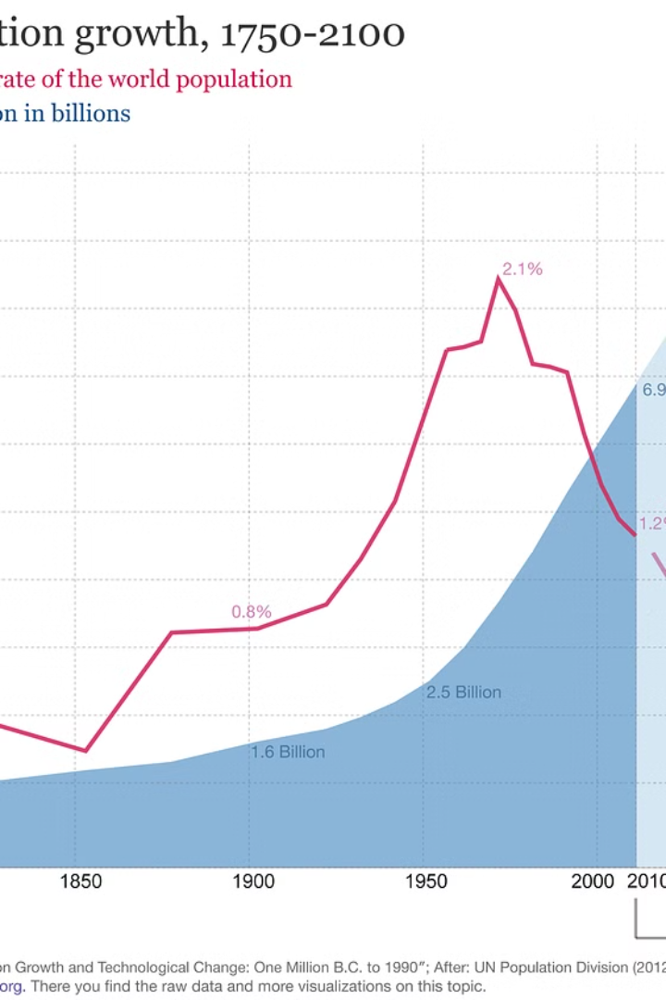 tion growth, 1750-2100
rate of the world population
on in billions
2.1%
6.9
1.2%
0.8%
2.5 Billion
1.6 Billion
1850 1900 1950 2000 2010
on Growth and Technological Change: One Million B.C. to 1990”; After: UN Population Division (2012
org. There you find the raw data and more visualizations on this topic.